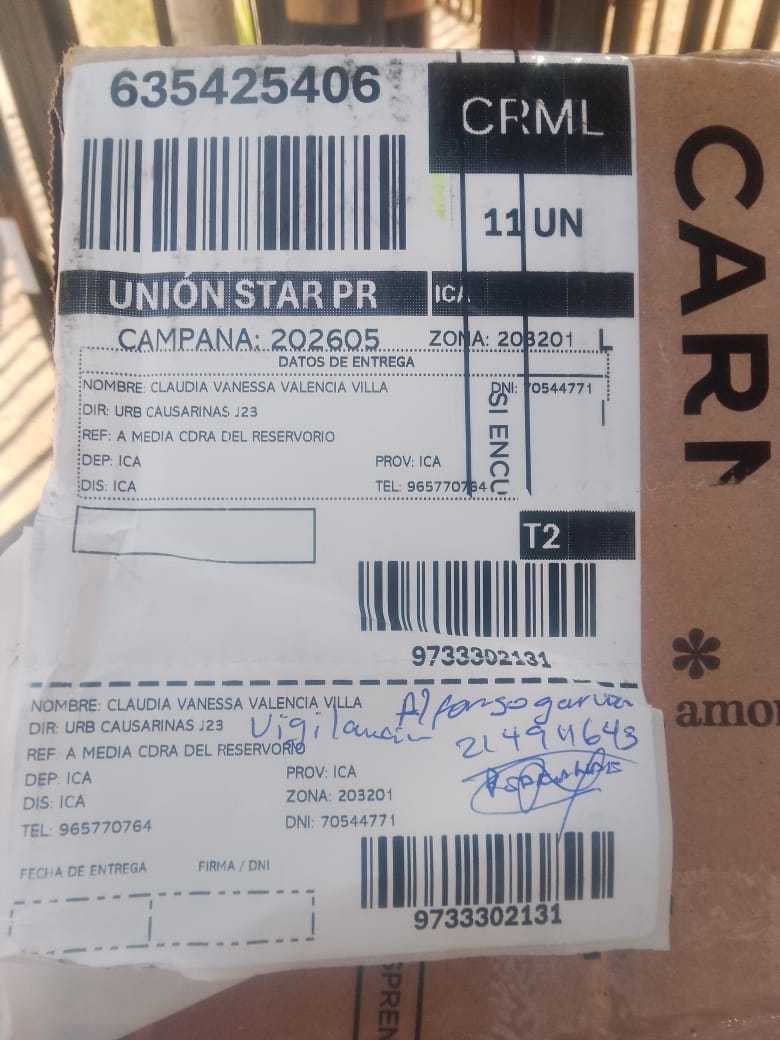 635425406
CRML
11 UN
UNIÓN STAR PR
ICA
CAMPAÑA: 202605
ZONA: 203201
L
DATOS DE ENTREGA
NOMBRE: CLAUDIA VANESSA VALENCIA VILLA
DNI: 70544771
DIR: URB CAUSARINAS J23
REF: A MEDIA CDRA DEL RESERVORIO
DEP: ICA
PROV: ICA
DIS: ICA
TEL: 965770764
SI ENCU
T2
9733302131
NOMBRE: CLAUDIA VANESSA VALENCIA VILLA
DIR: URB CAUSARINAS J23
REF: A MEDIA CDRA DEL RESERVORIO
DEP: ICA
PROV: ICA
DIS: ICA
ZONA: 203201
TEL: 965770764
DNI: 70544771
Vigilancia
Alfonso garcia
FECHA DE ENTREGA
FIRMA / DNI
9733302131
CAR
amo
SPREN